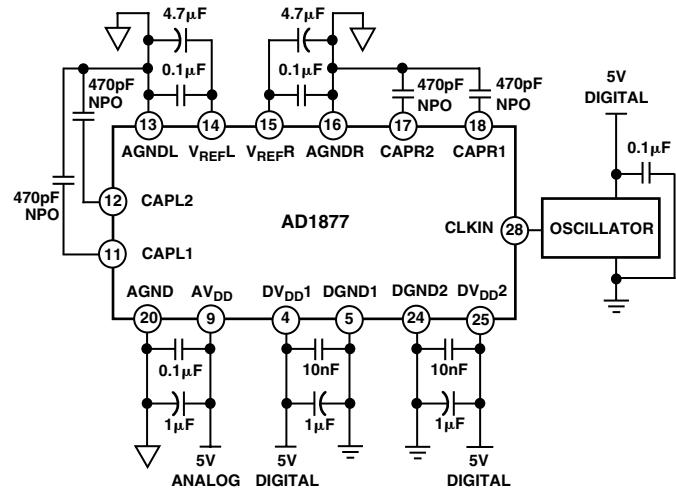 4.7µF
4.7µF
0.1µF
0.1µF
470pF
NPO
470pF
NPO
470pF
NPO
5V
DIGITAL
13
14
15
16
17
18
AGNDL
VREFL
VREFR
AGNDR
CAPR2
CAPR1
0.1µF
470pF
NPO
12
CAPL2
AD1877
CLKIN
28
OSCILLATOR
11
CAPL1
AGND
AVDD
DVDD1
DGND1
DGND2
DVDD2
20
9
4
5
24
25
0.1µF
10nF
10nF
1µF
1µF
1µF
5V
ANALOG
5V
DIGITAL
5V
DIGITAL